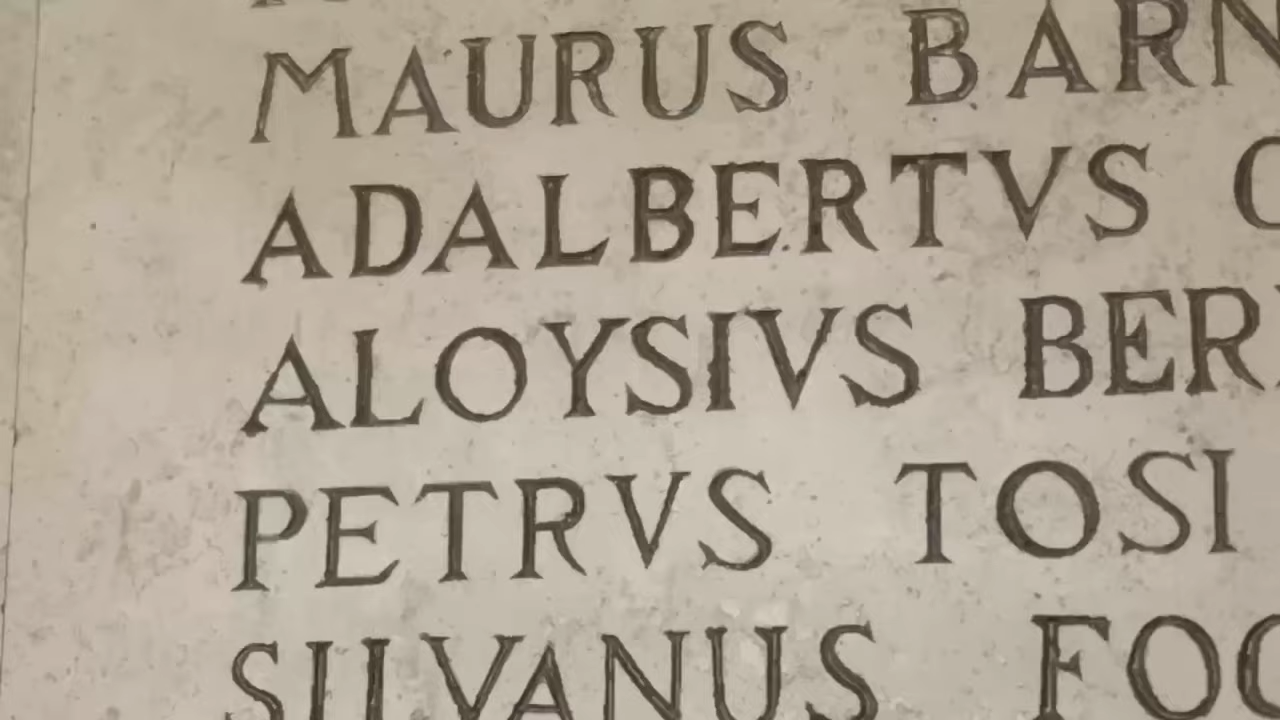 MAURUS BARN
ADALBERTVS
ALOYSIVS BER
PETRVS TOSI
SILVANUS FO